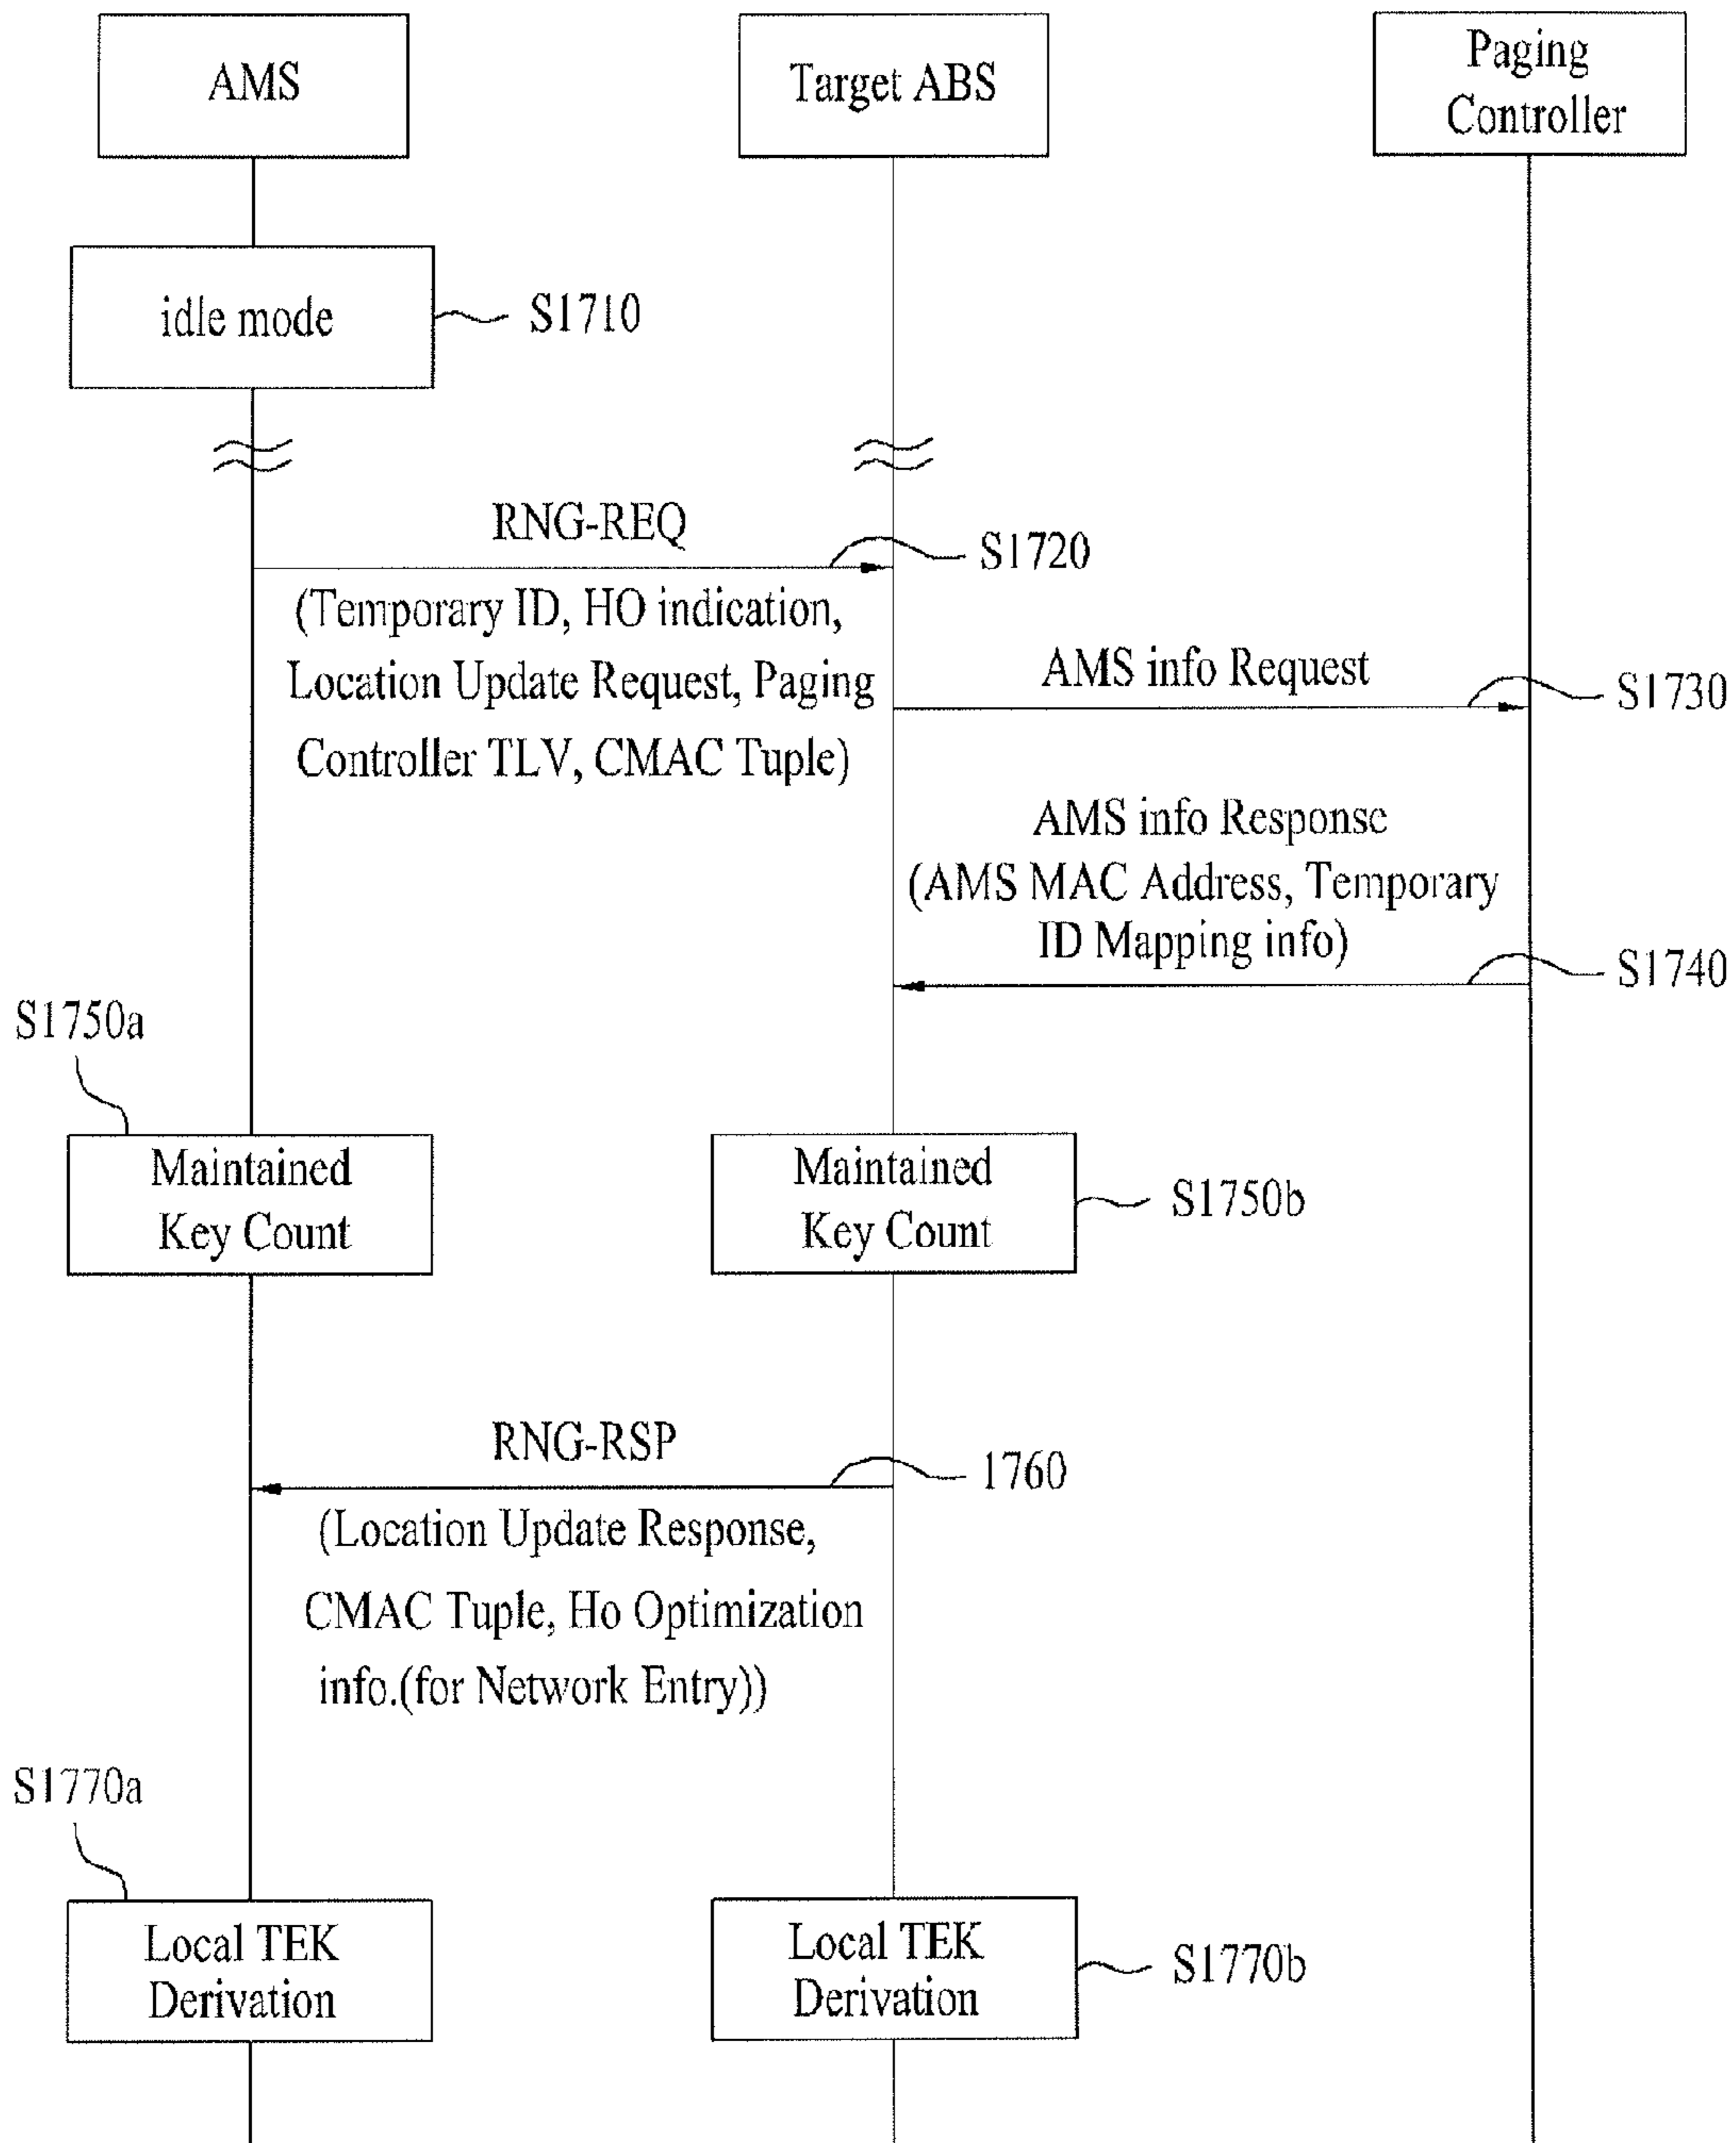 AMS
Target ABS
Paging
Controller
idle mode
S1710
RNG-REQ
S1720
(Temporary ID, HO indication,
Location Update Request, Paging
Controller TLV, CMAC Tuple)
AMS info Request
S1730
AMS info Response
(AMS MAC Address, Temporary
ID Mapping info)
S1740
S1750a
Maintained
Key Count
Maintained
Key Count
S1750b
RNG-RSP
1760
(Location Update Response,
CMAC Tuple, Ho Optimization
info.(for Network Entry))
S1770a
Local TEK
Derivation
Local TEK
Derivation
S1770b